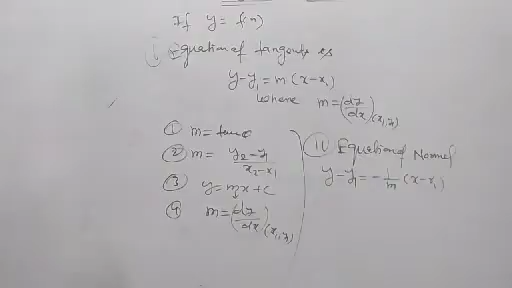 If y = f(x)
i Equation of tangents is
y-y₁ = m (x-x₁)
where m = (dy/dx)(x₁,y₁)
① m = tanθ
② m = y₂-y₁/x₂-x₁
③ y = mx + c
④ m = (dy/dx)(x₁,y₁)
ii Equation of Normal
y-y₁ = -1/m (x-x₁)